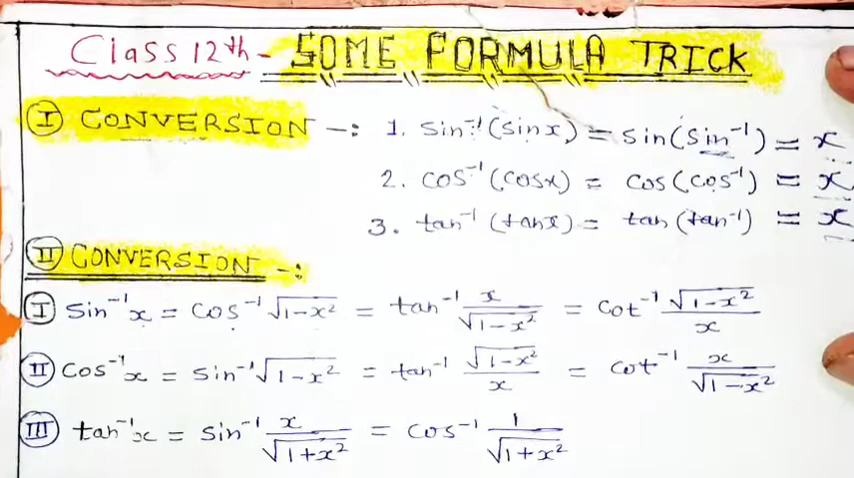 Class 12th - SOME FORMULA TRICK
Ⓘ CONVERSION -: 1. sin⁻¹(sinx) = sin(sin⁻¹) = x
2. cos⁻¹(cosx) = cos(cos⁻¹) = x
3. tan⁻¹(tanx) = tan(tan⁻¹) = x
II CONVERSION -:
I sin⁻¹x = cos⁻¹√(1-x²) = tan⁻¹ x/√(1-x²) = cot⁻¹ √(1-x²)/x
II cos⁻¹x = sin⁻¹√(1-x²) = tan⁻¹ √(1-x²)/x = cot⁻¹ x/√(1-x²)
III tan⁻¹x = sin⁻¹ x/√(1+x²) = cos⁻¹ 1/√(1+x²)